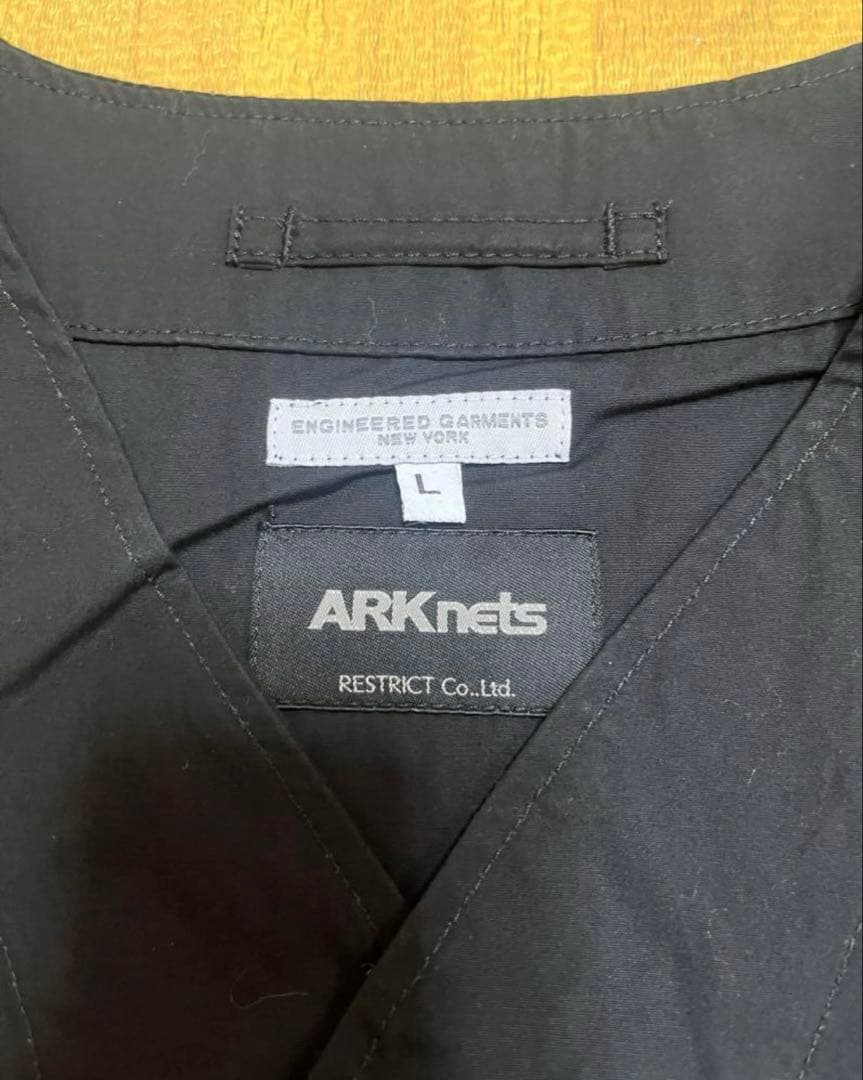 ENGINEERED GARMENTS
NEW YORK
L
ARKnets
RESTRICT Co.,Ltd.